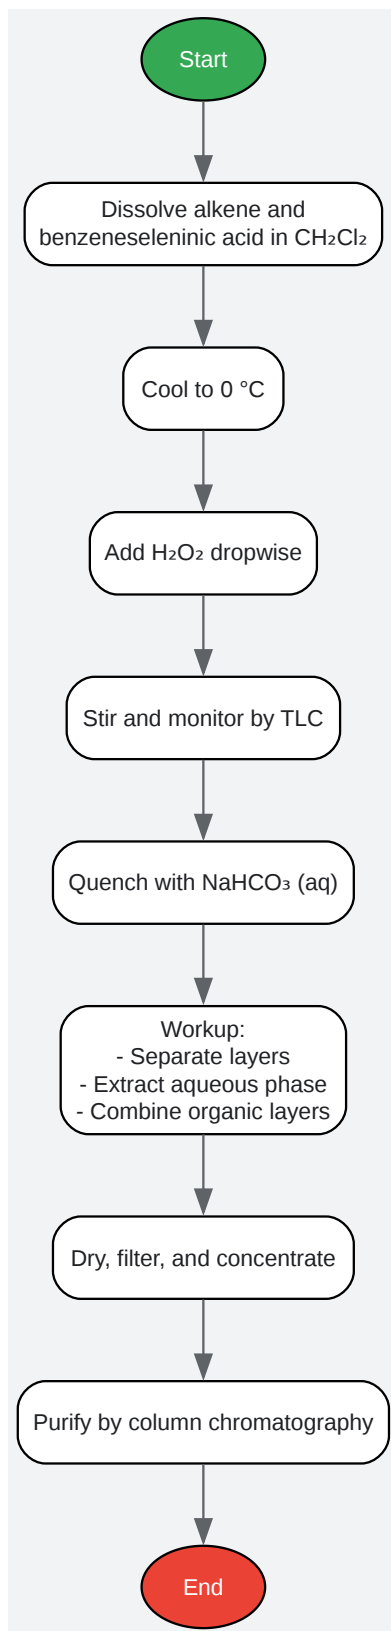 Start
Dissolve alkene and
benzeneseleninic acid in CH₂Cl₂
Cool to 0 °C
Add H₂O₂ dropwise
Stir and monitor by TLC
Quench with NaHCO₃ (aq)
Workup:
- Separate layers
- Extract aqueous phase
- Combine organic layers
Dry, filter, and concentrate
Purify by column chromatography
End